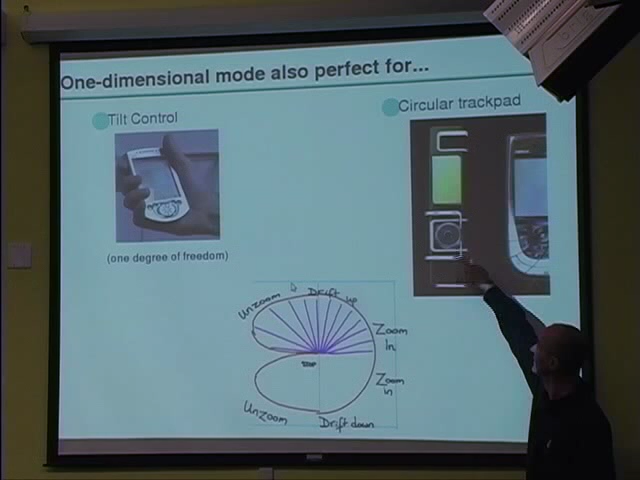 One-dimensional mode also perfect for...
Tilt Control
Circular trackpad
(one degree of freedom)
Unzoom
Drift up
Zoom
In
Zoom
in
Unzoom
Drift down